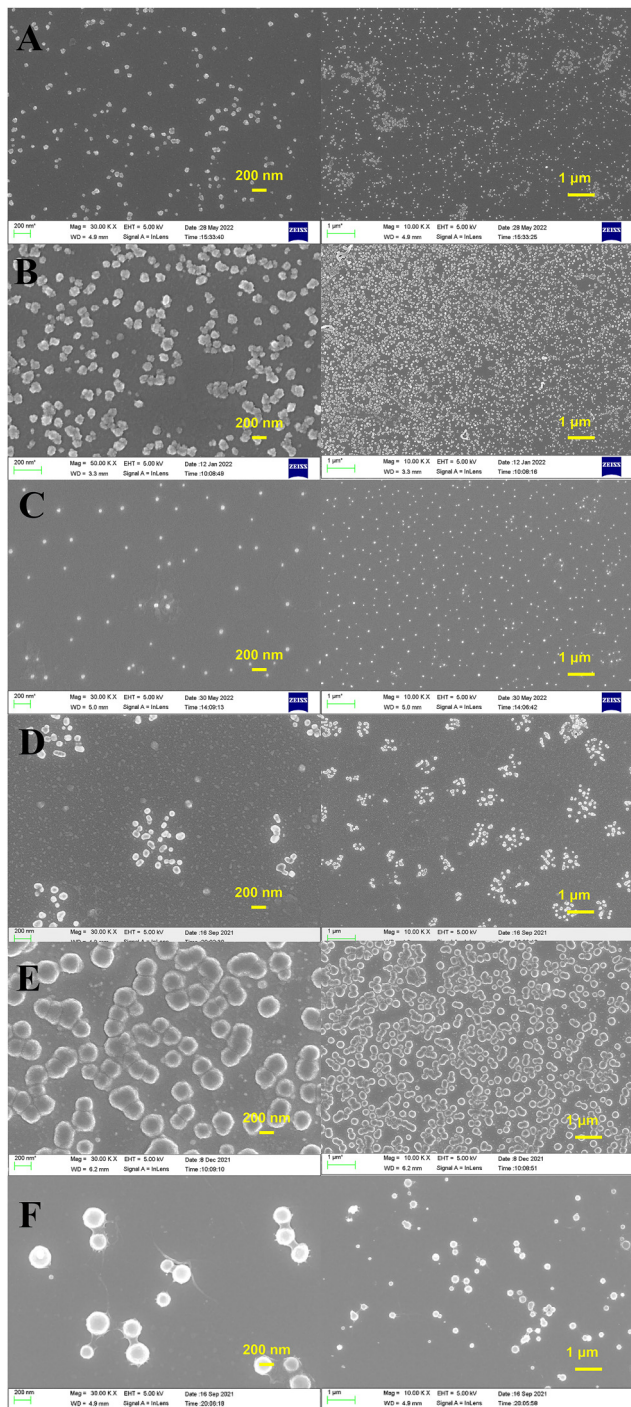 A
200 nm
1 µm
200 nm* Mag = 30.00 K X EHT = 5.00 kV Date :28 May 2022
WD = 4.9 mm Signal A = InLens Time :15:33:40
ZEISS
1 µm* Mag = 10.00 K X EHT = 5.00 kV Date :28 May 2022
WD = 4.9 mm Signal A = InLens Time :15:33:25
ZEISS
B
200 nm
1 µm
200 nm* Mag = 50.00 K X EHT = 5.00 kV Date :12 Jan 2022
WD = 3.3 mm Signal A = InLens Time :10:08:49
ZEISS
1 µm* Mag = 10.00 K X EHT = 5.00 kV Date :12 Jan 2022
WD = 3.3 mm Signal A = InLens Time :10:08:16
ZEISS
C
200 nm
1 µm
200 nm* Mag = 30.00 K X EHT = 5.00 kV Date :30 May 2022
WD = 5.0 mm Signal A = InLens Time :14:09:13
ZEISS
1 µm* Mag = 10.00 K X EHT = 5.00 kV Date :30 May 2022
WD = 5.0 mm Signal A = InLens Time :14:06:42
ZEISS
D
200 nm
1 µm
200 nm Mag = 30.00 K X EHT = 5.00 kV Date :16 Sep 2021
1 µm Mag = 10.00 K X EHT = 5.00 kV Date :16 Sep 2021
E
200 nm
1 µm
200 nm* Mag = 30.00 K X EHT = 5.00 kV Date :8 Dec 2021
WD = 6.2 mm Signal A = InLens Time :10:09:10
1 µm* Mag = 10.00 K X EHT = 5.00 kV Date :8 Dec 2021
WD = 6.2 mm Signal A = InLens Time :10:08:51
F
200 nm
1 µm
200 nm Mag = 30.00 K X EHT = 5.00 kV Date :16 Sep 2021
WD = 4.9 mm Signal A = InLens Time :20:06:18
1 µm Mag = 10.00 K X EHT = 5.00 kV Date :16 Sep 2021
WD = 4.9 mm Signal A = InLens Time :20:05:58